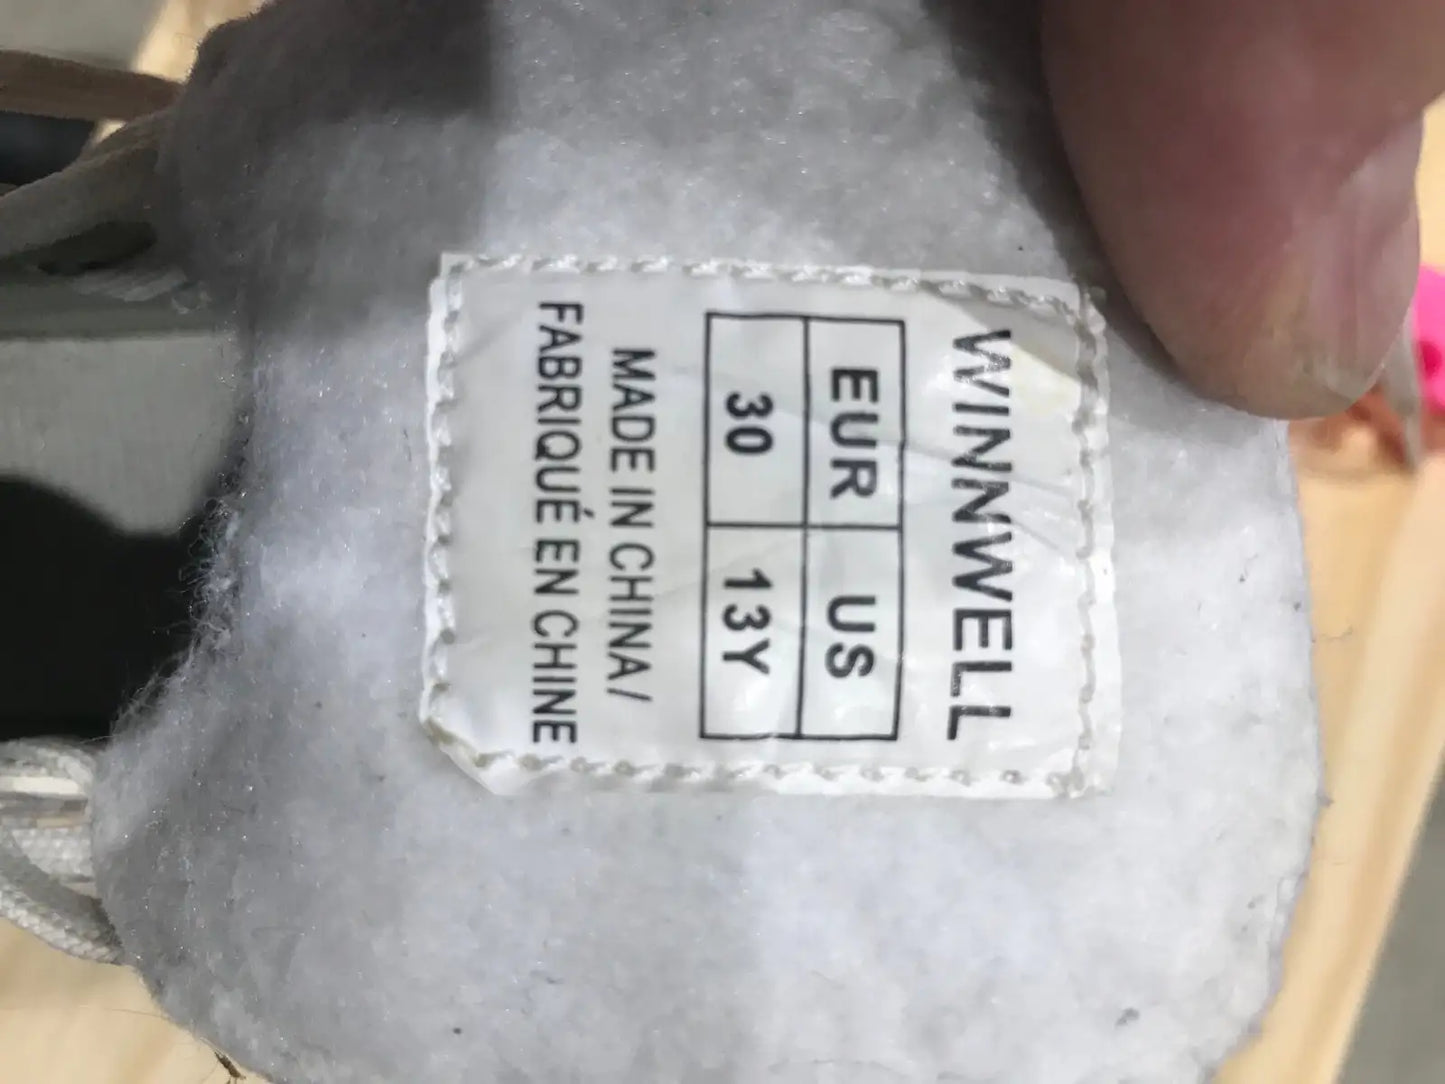 WINNWELL
EUR US
30 13Y
MADE IN CHINA/
FABRIQUÉ EN CHINE